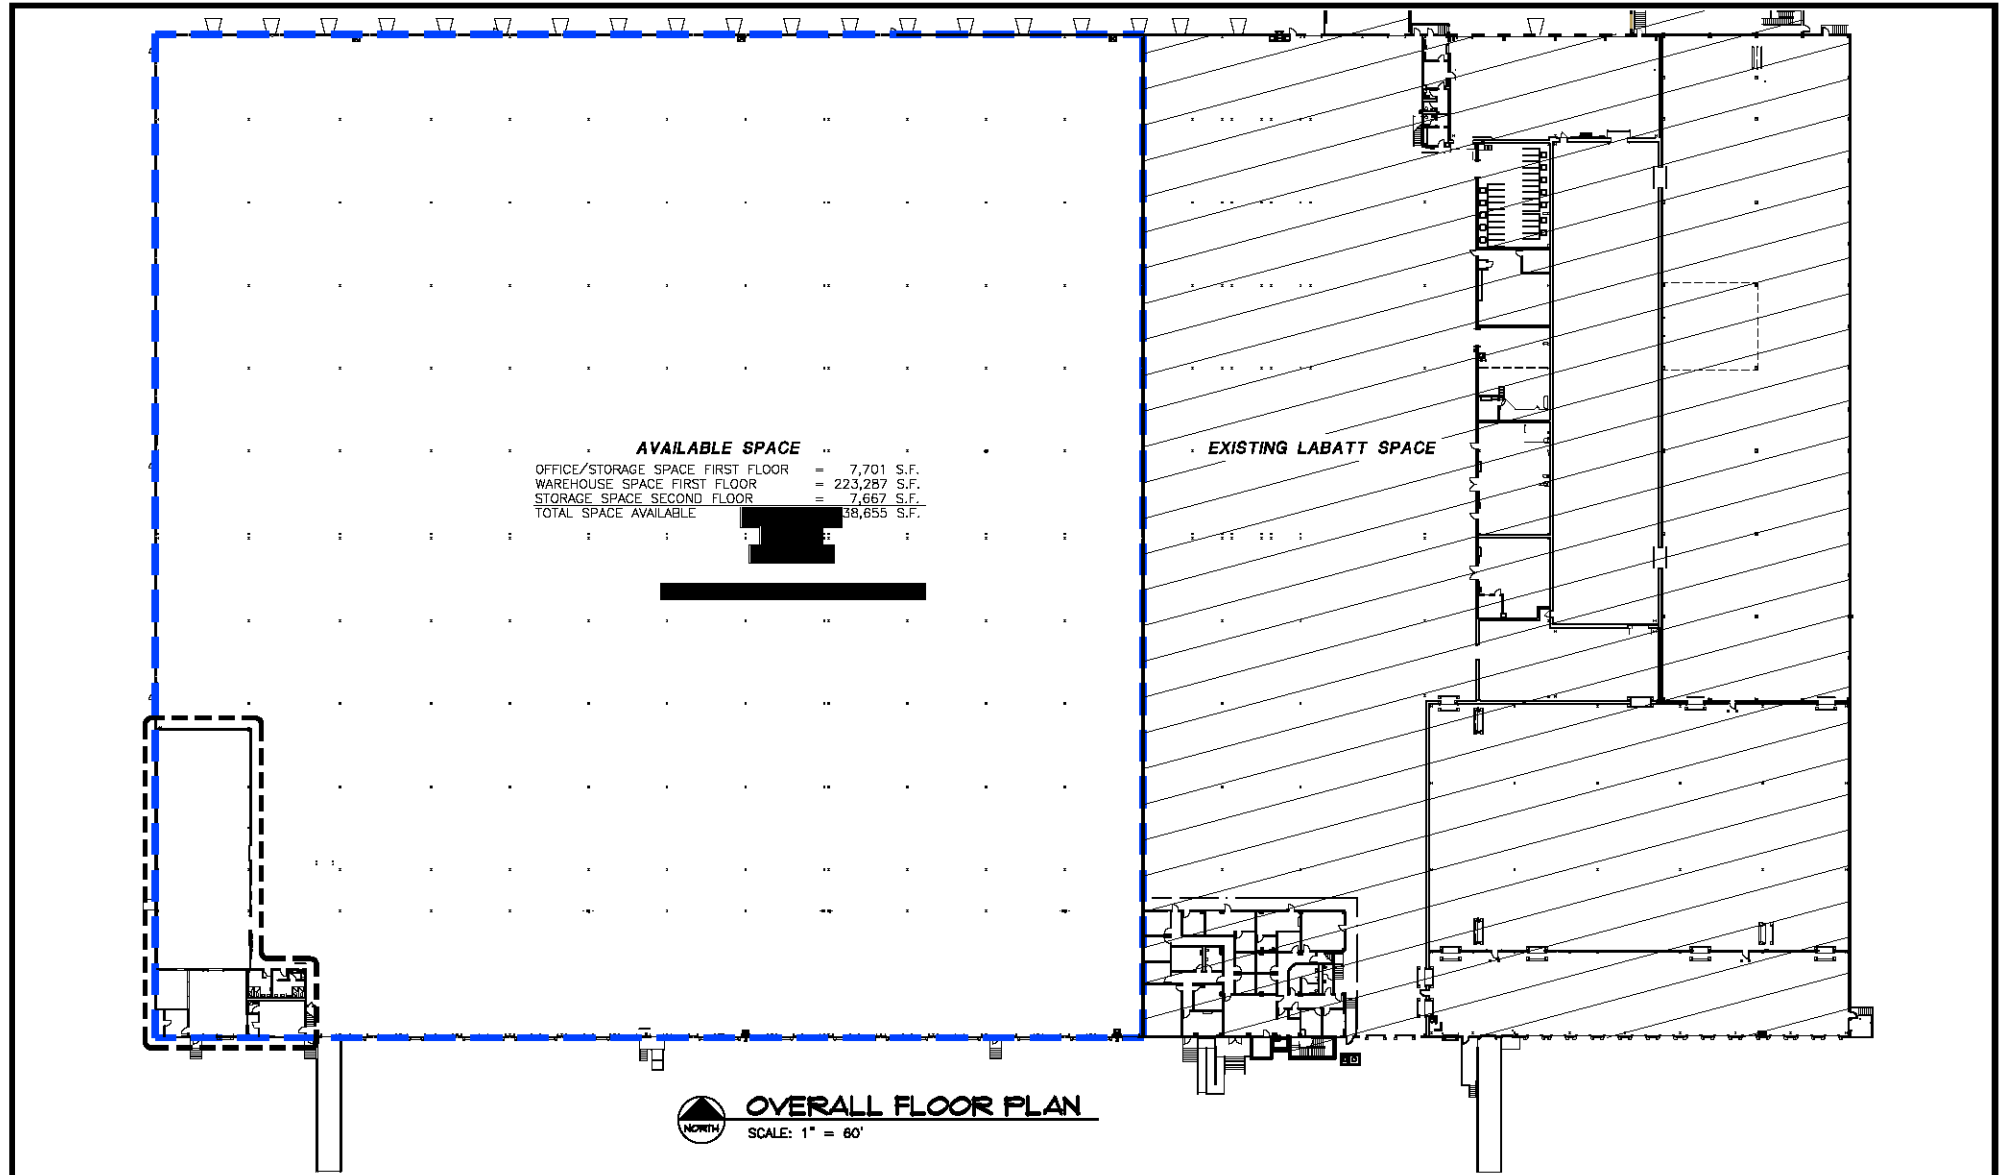 AVAILABLE SPACE
OFFICE/STORAGE SPACE FIRST FLOOR = 7,701 S.F.
WAREHOUSE SPACE FIRST FLOOR = 223,287 S.F.
STORAGE SPACE SECOND FLOOR = 7,667 S.F.
TOTAL SPACE AVAILABLE 38,655 S.F.
EXISTING LABATT SPACE
OVERALL FLOOR PLAN
NORTH
SCALE: 1" = 60'